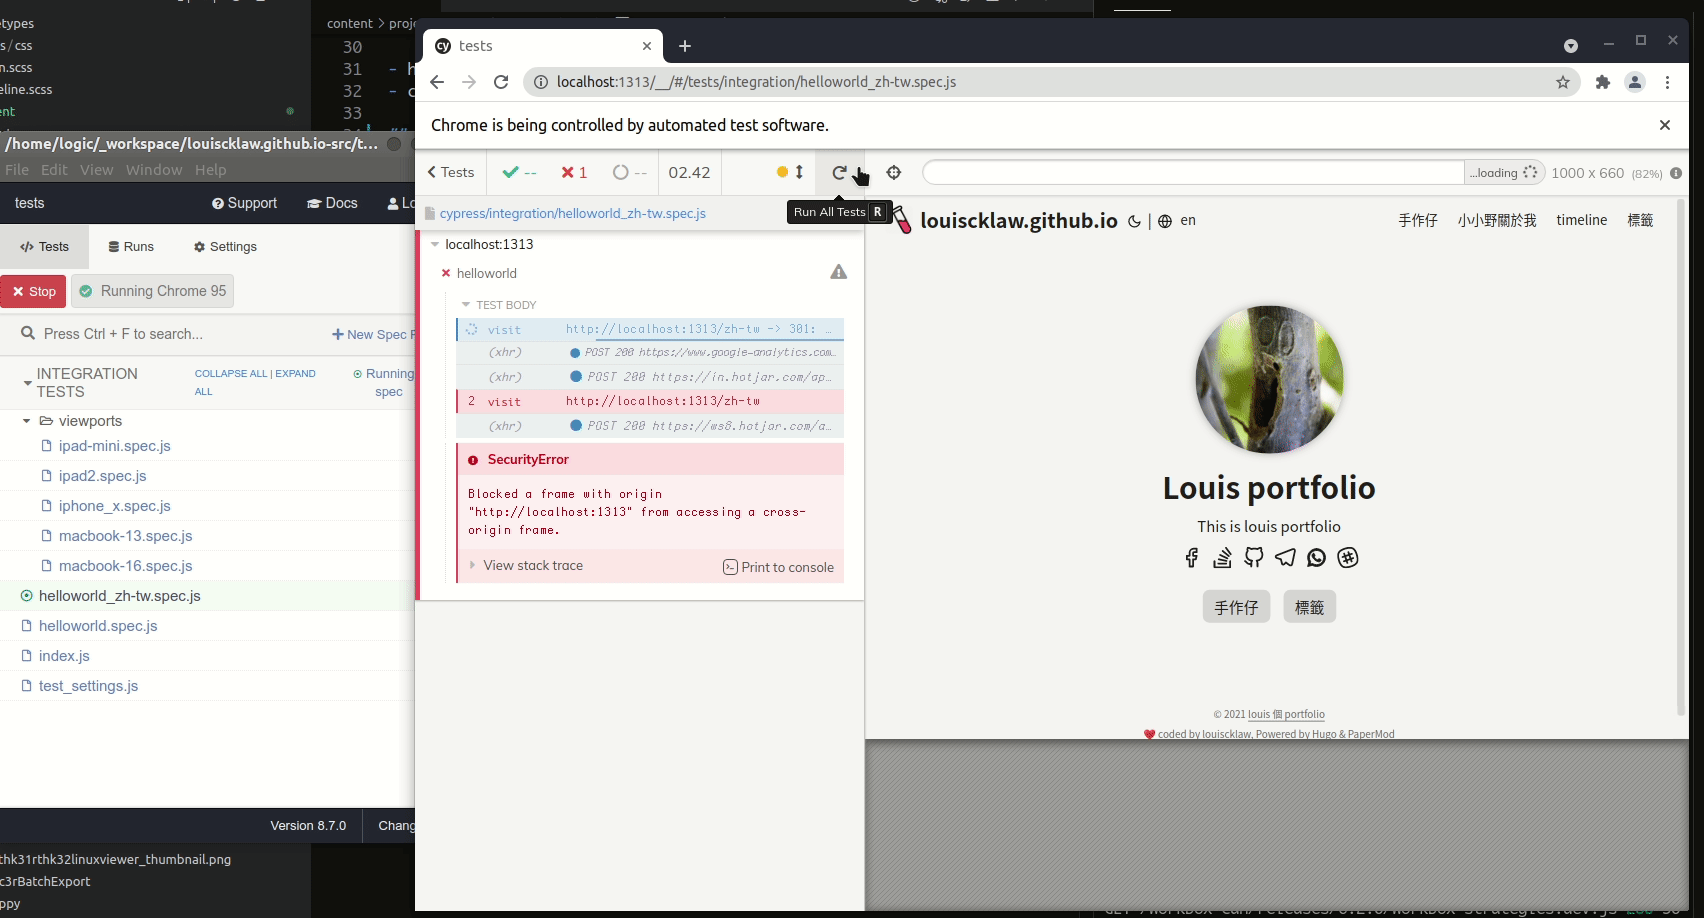 etypes
s/css
n.scss
eline.scss
ent
content > proje
30
31 - h
32 - c
33
/home/logic/_workspace/louiscklaw.github.io-src/t...
File Edit View Window Help
tests
Support Docs Lo
Tests Runs Settings
Stop Running Chrome 95
Press Ctrl + F to search...
New Spec F
INTEGRATION TESTS
COLLAPSE ALL | EXPAND ALL
Running spec
viewports
ipad-mini.spec.js
ipad2.spec.js
iphone_x.spec.js
macbook-13.spec.js
macbook-16.spec.js
helloworld_zh-tw.spec.js
helloworld.spec.js
index.js
test_settings.js
Version 8.7.0 Chang
thk31rthk32linuxviewer_thumbnail.png
c3rBatchExport
ppy
cy tests
localhost:1313/__/#/tests/integration/helloworld_zh-tw.spec.js
Chrome is being controlled by automated test software.
Tests -- 1 -- 02.42
Run All Tests R
...loading 1000 x 660 (82%)
cypress/integration/helloworld_zh-tw.spec.js
localhost:1313
helloworld
TEST BODY
visit http://localhost:1313/zh-tw -> 301: ...
(xhr) POST 200 https://www.google-analytics.com...
(xhr) POST 200 https://in.hotjar.com/ap...
2 visit http://localhost:1313/zh-tw
(xhr) POST 200 https://ws8.hotjar.com/a...
SecurityError
Blocked a frame with origin
"http://localhost:1313" from accessing a cross-
origin frame.
View stack trace Print to console
louiscklaw.github.io | en
手作仔 小小野關於我 timeline 標籤
Louis portfolio
This is louis portfolio
手作仔 標籤
© 2021 louis 個 portfolio
coded by louiscklaw, Powered by Hugo & PaperMod